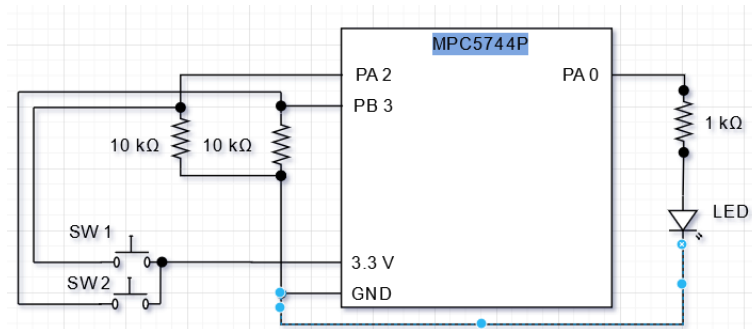 MPC5744P
PA 2
PA 0
PB 3
10 kΩ
10 kΩ
1 kΩ
LED
SW 1
3.3 V
SW 2
GND